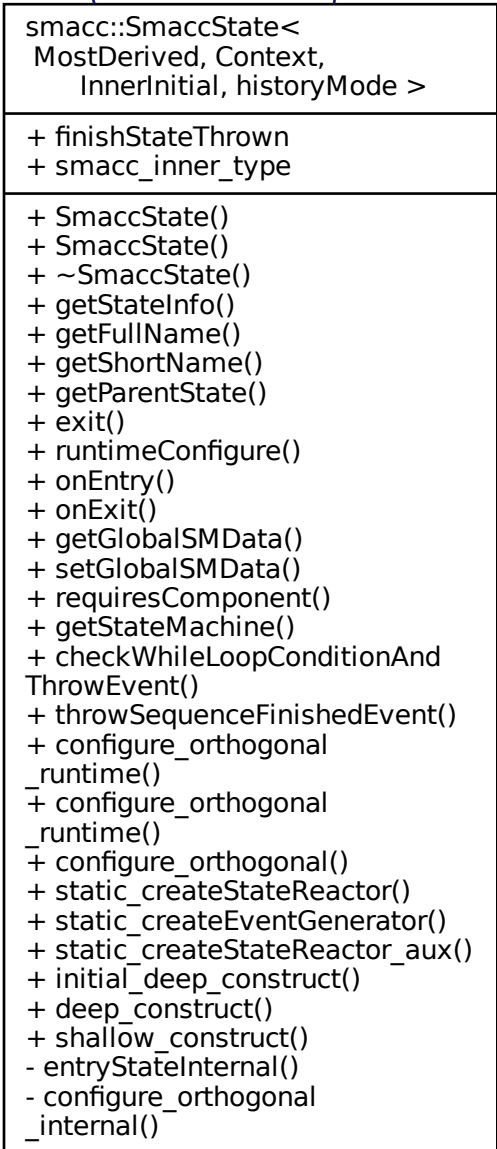 smacc::SmaccState<
MostDerived, Context,
InnerInitial, historyMode >
+ finishStateThrown
+ smacc_inner_type
+ SmaccState()
+ SmaccState()
+ ~SmaccState()
+ getStateInfo()
+ getFullName()
+ getShortName()
+ getParentState()
+ exit()
+ runtimeConfigure()
+ onEntry()
+ onExit()
+ getGlobalSMData()
+ setGlobalSMData()
+ requiresComponent()
+ getStateMachine()
+ checkWhileLoopConditionAnd
ThrowEvent()
+ throwSequenceFinishedEvent()
+ configure_orthogonal
_runtime()
+ configure_orthogonal
_runtime()
+ configure_orthogonal()
+ static_createStateReactor()
+ static_createEventGenerator()
+ static_createStateReactor_aux()
+ initial_deep_construct()
+ deep_construct()
+ shallow_construct()
- entryStateInternal()
- configure_orthogonal
_internal()